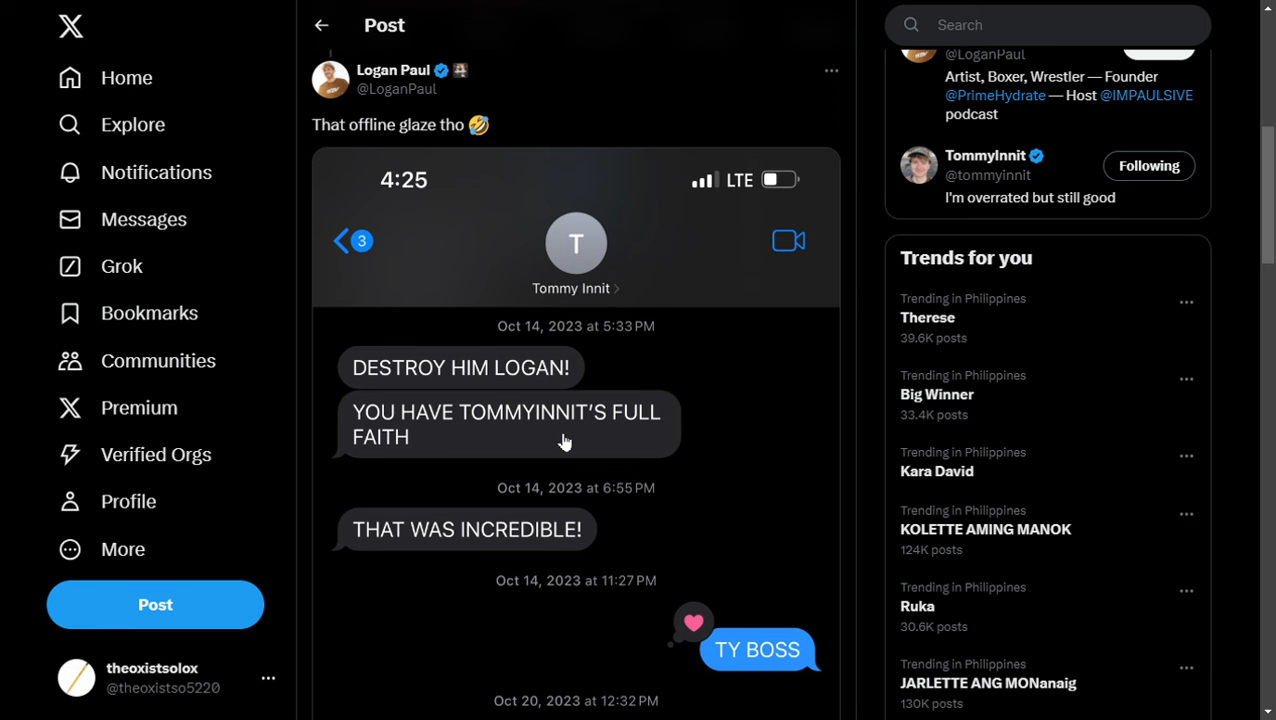 Home
Explore
Notifications
Messages
Grok
Bookmarks
Communities
Premium
Verified Orgs
Profile
More
Post
theoxistsolox
@theoxistso5220
Post
Logan Paul
@LoganPaul
That offline glaze tho 🤣
4:25
LTE
3
T
Tommy Innit
Oct 14, 2023 at 5:33 PM
DESTROY HIM LOGAN!
YOU HAVE TOMMYINNIT’S FULL
FAITH
Oct 14, 2023 at 6:55 PM
THAT WAS INCREDIBLE!
Oct 14, 2023 at 11:27 PM
TY BOSS
Oct 20, 2023 at 12:32 PM
Search
@LoganPaul
Artist, Boxer, Wrestler — Founder
@PrimeHydrate — Host @IMPAULSIVE
podcast
TommyInnit
@tommyinnit
Following
I'm overrated but still good
Trends for you
Trending in Philippines
Therese
39.6K posts
Trending in Philippines
Big Winner
33.4K posts
Trending in Philippines
Kara David
Trending in Philippines
KOLETTE AMING MANOK
124K posts
Trending in Philippines
Ruka
30.6K posts
Trending in Philippines
JARLETTE ANG MONanaig
130K posts